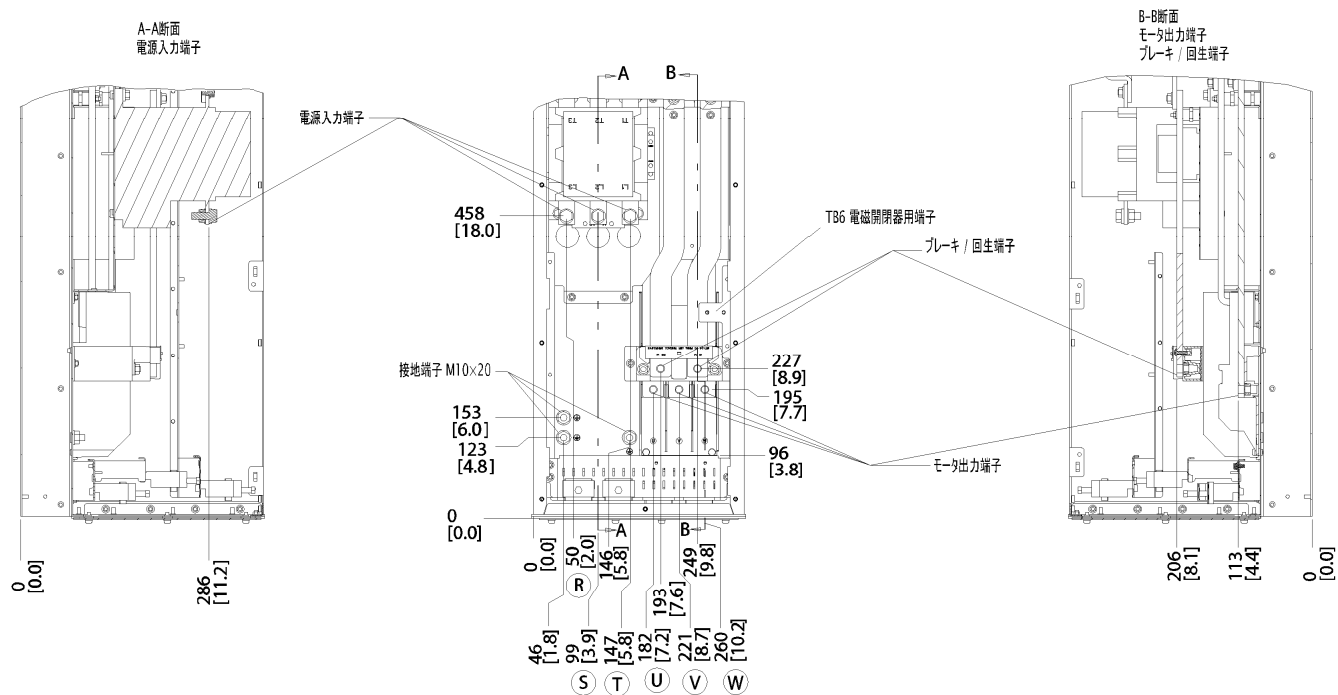 A-A断面
電源入力端子
B-B断面
モータ出力端子
ブレーキ / 回生端子
A
B
電源入力端子
T3 T2 T1
L3 L2 L1
458
[18.0]
TB6 電磁開閉器用端子
ブレーキ / 回生端子
接地端子 M10×20
227
[8.9]
195
[7.7]
153
[6.0]
123
[4.8]
96
[3.8]
モータ出力端子
0
[0.0]
A
B
0
[0.0]
286
[11.2]
0
[0.0]
50
[2.0]
R
146
[5.8]
193
[7.6]
249
[9.8]
46
[1.8]
99
[3.9]
S
147
[5.8]
T
182
[7.2]
U
221
[8.7]
V
260
[10.2]
W
206
[8.1]
113
[4.4]
0
[0.0]